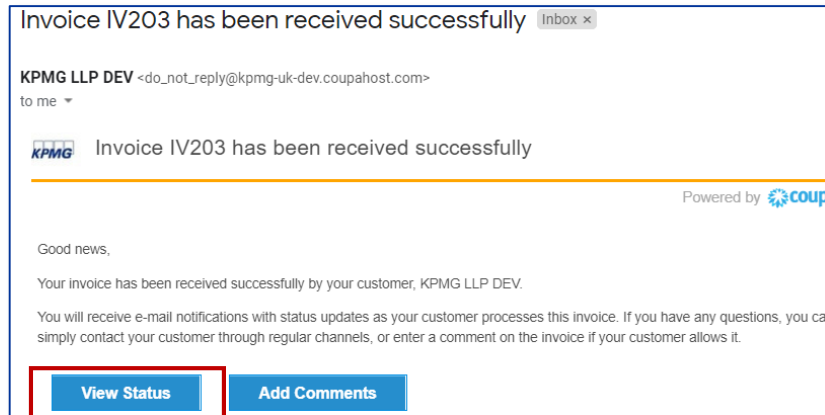 Invoice IV203 has been received successfully Inbox ×
KPMG LLP DEV <do_not_reply@kpmg-uk-dev.coupahost.com>
to me
KPMG Invoice IV203 has been received successfully
Powered by coup
Good news,
Your invoice has been received successfully by your customer, KPMG LLP DEV.
You will receive e-mail notifications with status updates as your customer processes this invoice. If you have any questions, you ca
simply contact your customer through regular channels, or enter a comment on the invoice if your customer allows it.
View Status Add Comments